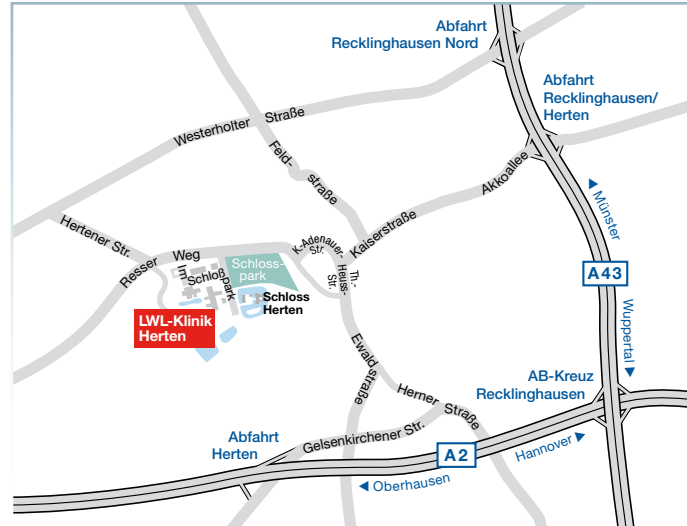 Abfahrt
Recklinghausen Nord
Abfahrt
Recklinghausen/
Herten
Westerholter Straße
Feld-
straße
Akkoallee
Kaiserstraße
Münster
Hertener Str.
Resser Weg
K-Adenauer-
Str.
Th.-
Heuss-
Str.
Im Schloß
park
Schloss-
park
Schloss
Herten
A43
LWL-Klinik
Herten
Wuppertal
Ewaldstraße
AB-Kreuz
Recklinghausen
Herner Straße
Abfahrt
Herten
Gelsenkirchener Str.
A2
Hannover
Oberhausen